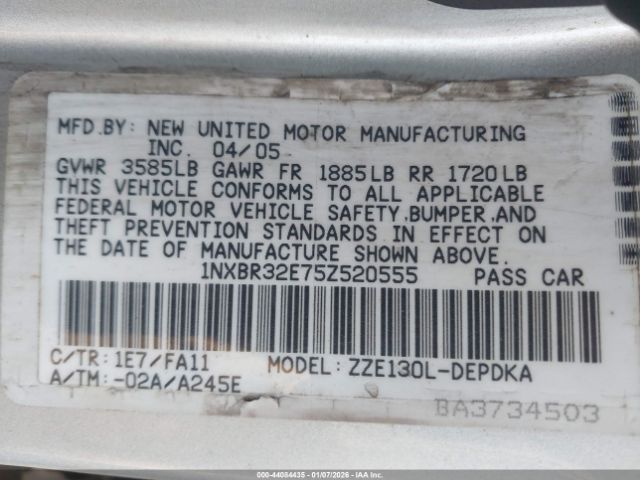 MFD.BY: NEW UNITED MOTOR MANUFACTURING
INC. 04/05
GVWR 3585LB GAWR FR 1885LB RR 1720LB
THIS VEHICLE CONFORMS TO ALL APPLICABLE
FEDERAL MOTOR VEHICLE SAFETY,BUMPER,AND
THEFT PREVENTION STANDARDS IN EFFECT ON
THE DATE OF MANUFACTURE SHOWN ABOVE.
1NXBR32E75Z520555 PASS CAR
C/TR: 1E7/FA11 MODEL: ZZE130L-DEPDKA
A/TM: -02A/A245E
BA3734503
000-44084435 - 01/07/2026 - © IAA Inc.